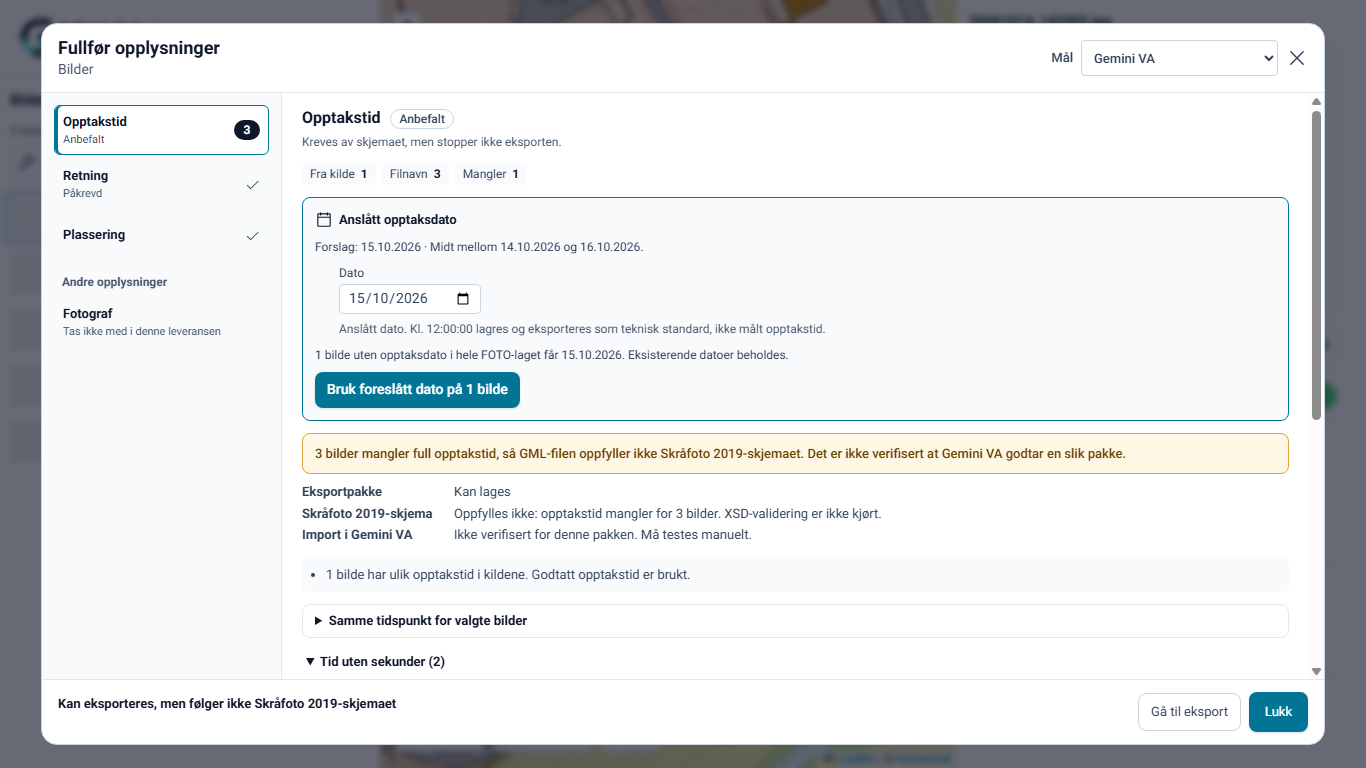 Fullfør opplysninger
Bilder
Mål
Gemini VA
Opptakstid
Anbefalt
3
Retning
Påkrevd
Plassering
Andre opplysninger
Fotograf
Tas ikke med i denne leveransen
Opptakstid
Anbefalt
Kreves av skjemaet, men stopper ikke eksporten.
Fra kilde 1
Filnavn 3
Mangler 1
Anslått opptaksdato
Forslag: 15.10.2026 · Midt mellom 14.10.2026 og 16.10.2026.
Dato
15/10/2026
Anslått dato. Kl. 12:00:00 lagres og eksporteres som teknisk standard, ikke målt opptakstid.
1 bilde uten opptaksdato i hele FOTO-laget får 15.10.2026. Eksisterende datoer beholdes.
Bruk foreslått dato på 1 bilde
3 bilder mangler full opptakstid, så GML-filen oppfyller ikke Skråfoto 2019-skjemaet. Det er ikke verifisert at Gemini VA godtar en slik pakke.
Eksportpakke Kan lages
Skråfoto 2019-skjema Oppfylles ikke: opptakstid mangler for 3 bilder. XSD-validering er ikke kjørt.
Import i Gemini VA Ikke verifisert for denne pakken. Må testes manuelt.
• 1 bilde har ulik opptakstid i kildene. Godtatt opptakstid er brukt.
Samme tidspunkt for valgte bilder
Tid uten sekunder (2)
Kan eksporteres, men følger ikke Skråfoto 2019-skjemaet
Gå til eksport
Lukk